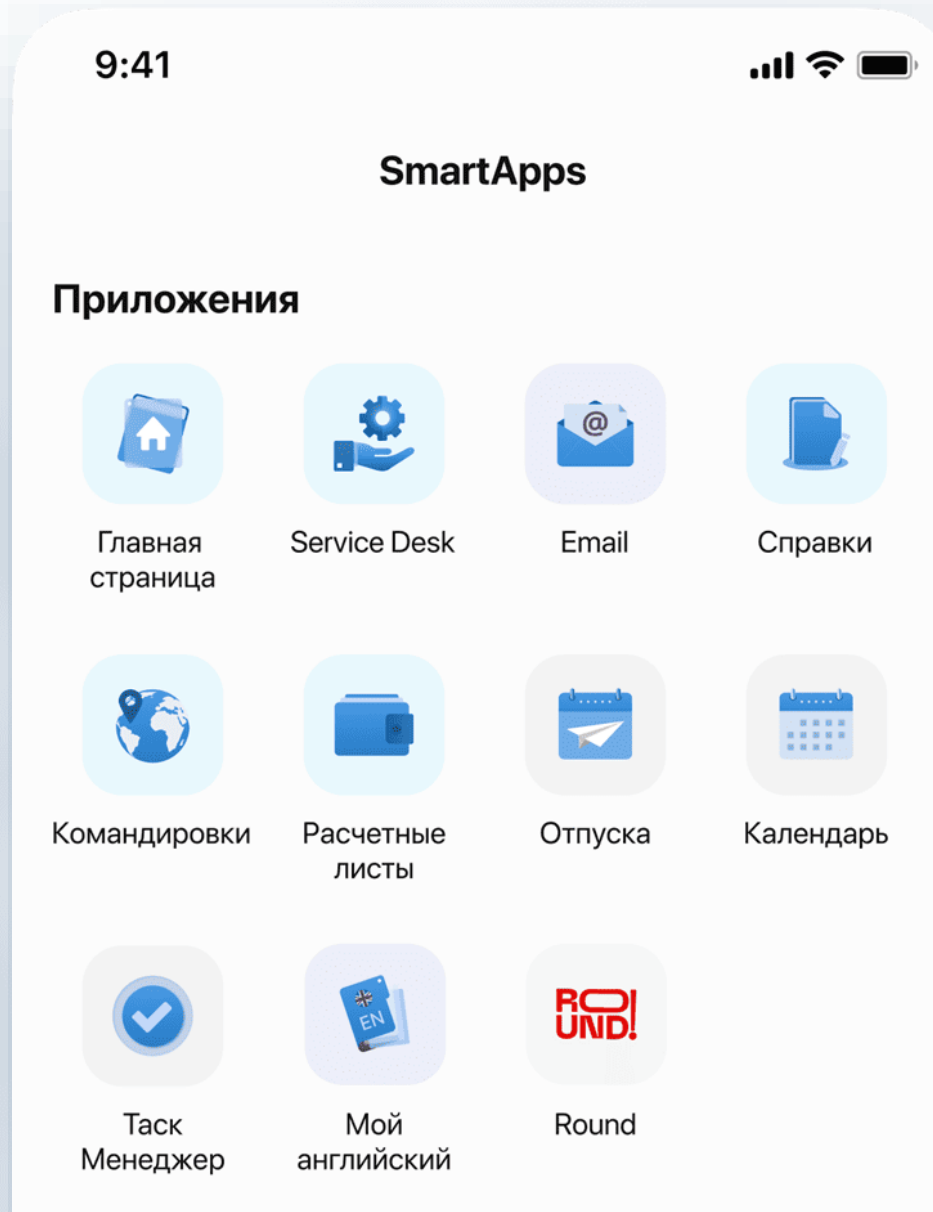 9:41
SmartApps
Приложения
@
Главная
страница
Service Desk
Email
Справки
Командировки
Расчетные
листы
Отпуска
Календарь
EN
RO
UND!
Таск
Менеджер
Мой
английский
Round